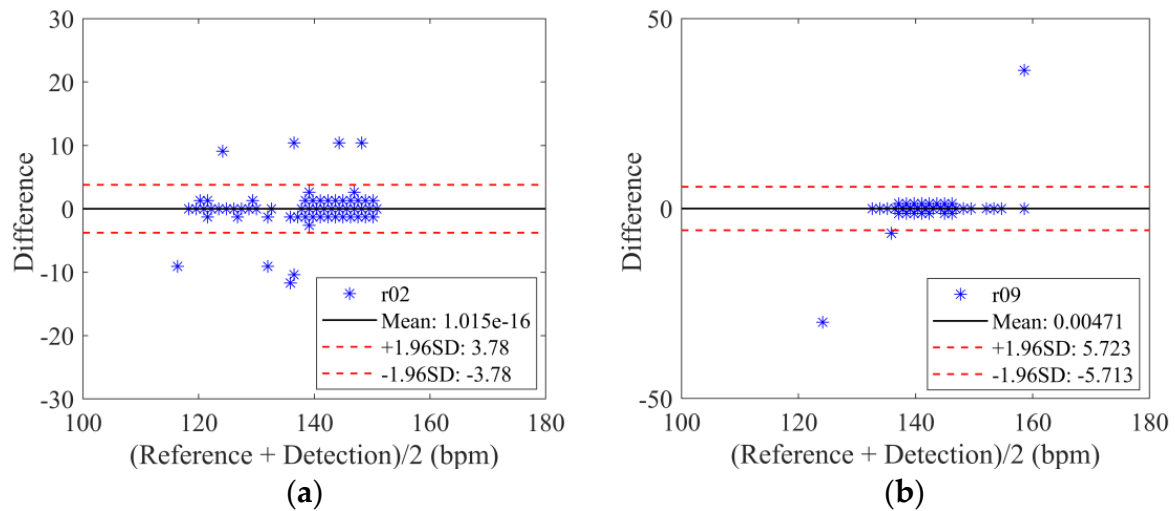 30
20
10
0
-10
-20
-30
Difference
r02
Mean: 1.015e-16
+1.96SD: 3.78
-1.96SD: -3.78
100 120 140 160 180
(Reference + Detection)/2 (bpm)
(a)
50
0
-50
Difference
r09
Mean: 0.00471
+1.96SD: 5.723
-1.96SD: -5.713
100 120 140 160 180
(Reference + Detection)/2 (bpm)
(b)